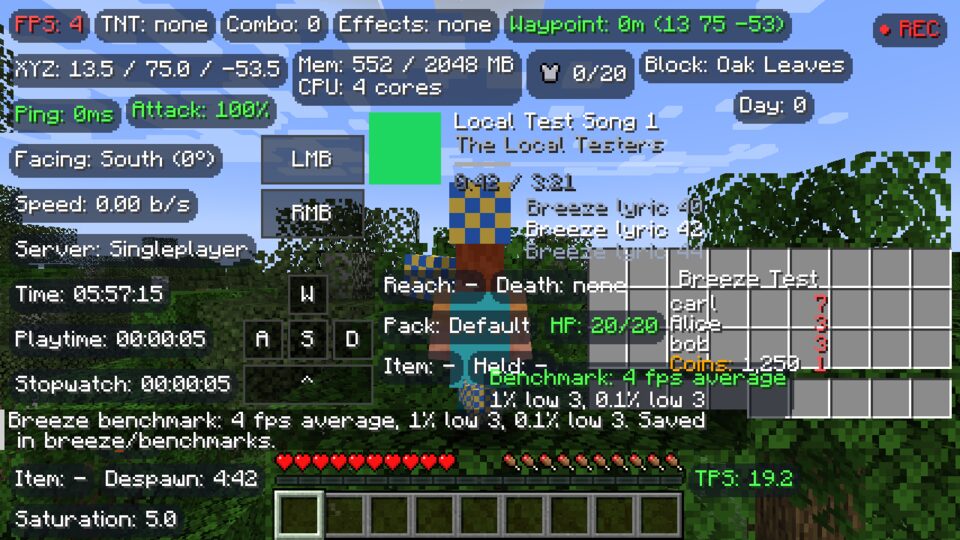 FPS: 4 TNT: none Combo: 0 Effects: none Waypoint: 0m (13 75 -53) REC
XYZ: 13.5 / 75.0 / -53.5
Mem: 552 / 2048 MB
CPU: 4 cores
0/20
Block: Oak Leaves
Ping: 0ms
Attack: 100%
Day: 0
Local Test Song 1
The Local Testers
0:42 / 3:21
Facing: South (0°)
LMB
RMB
Speed: 0.00 b/s
Breeze lyric 40
Breeze lyric 42
Breeze lyric 44
Server: Singleplayer
Time: 05:57:15
W
A S D
^
Reach: - Death: none
Breeze Test
carl 7
Alice 3
bob 3
Coins: 1,250 1
Playtime: 00:00:05
Pack: Default HP: 20/20
Item: - Held: -
Stopwatch: 00:00:05
Benchmark: 4 fps average
1% low 3, 0.1% low 3
Breeze benchmark: 4 fps average, 1% low 3, 0.1% low 3. Saved
in breeze/benchmarks.
Item: - Despawn: 4:42
TPS: 19.2
Saturation: 5.0